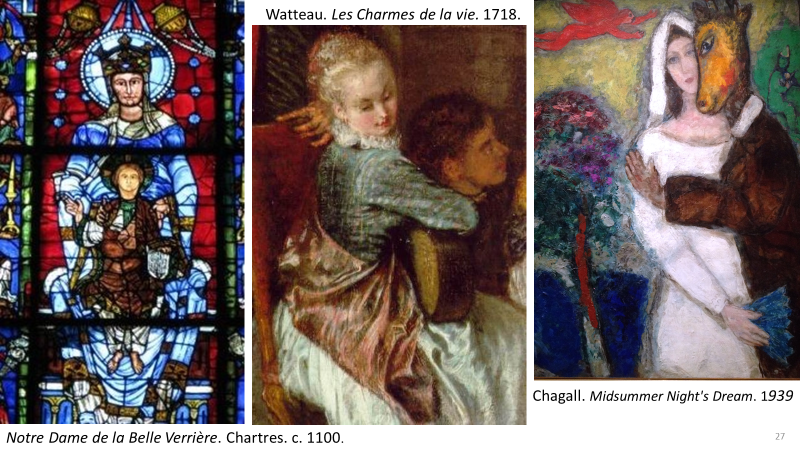 Watteau. Les Charmes de la vie. 1718.
Chagall. Midsummer Night's Dream. 1939
Notre Dame de la Belle Verrière. Chartres. c. 1100.
27